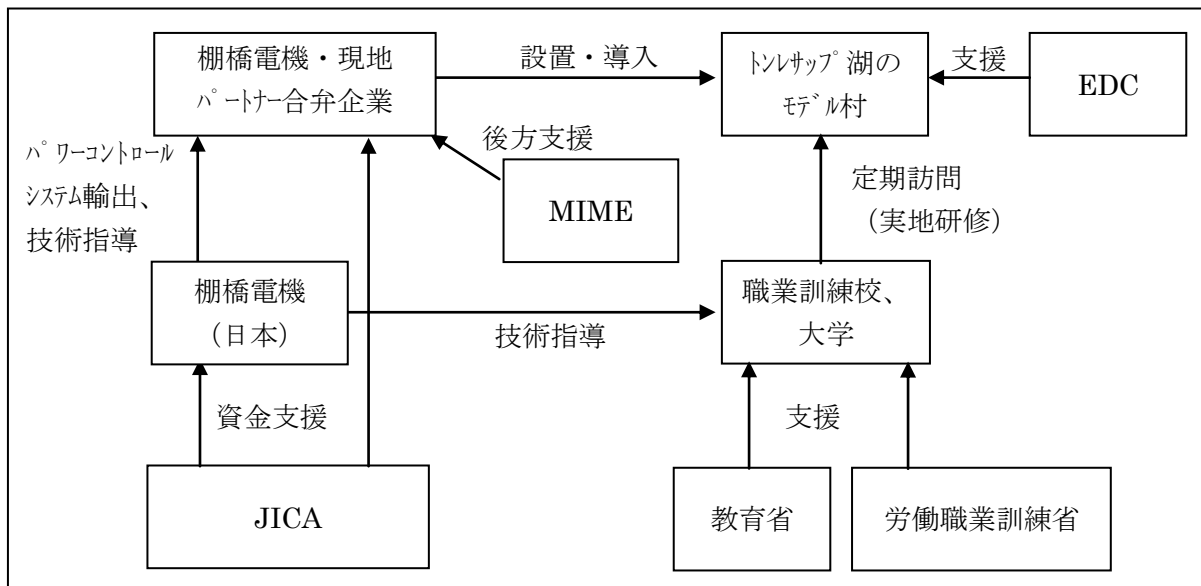 棚橋電機・現地
ﾊﾟｰﾄﾅｰ合弁企業
設置・導入
ﾄﾝﾚｻｯﾌﾟ湖の
ﾓﾃﾞﾙ村
支援
EDC
ﾊﾟﾜｰｺﾝﾄﾛｰﾙ
ｼｽﾃﾑ輸出、
技術指導
後方支援
MIME
定期訪問
（実地研修）
棚橋電機
（日本）
技術指導
職業訓練校、
大学
資金支援
支援
JICA
教育省
労働職業訓練省